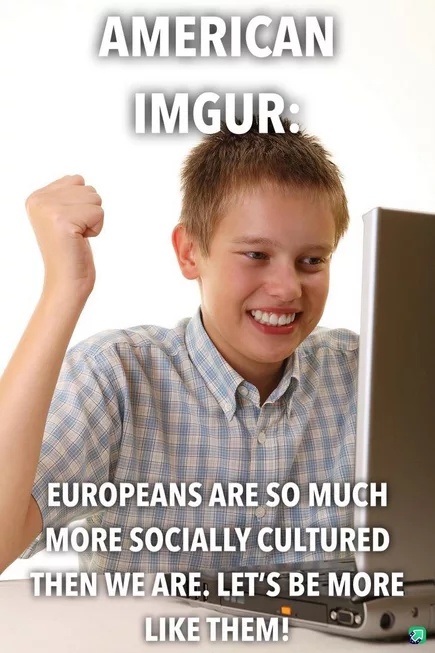 AMERICAN
IMGUR:
EUROPEANS ARE SO MUCH
MORE SOCIALLY CULTURED
THEN WE ARE. LET'S BE MORE
LIKE THEM!